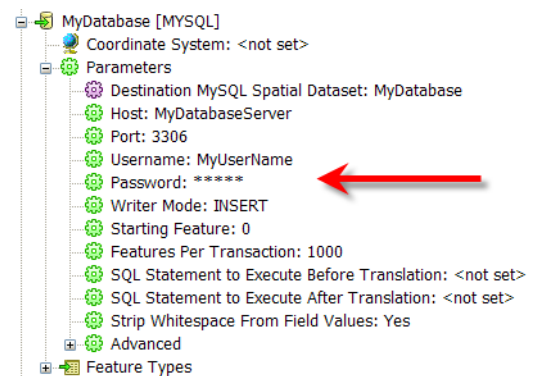 MyDatabase [MYSQL]
Coordinate System: <not set>
Parameters
Destination MySQL Spatial Dataset: MyDatabase
Host: MyDatabaseServer
Port: 3306
Username: MyUserName
Password: *****
Writer Mode: INSERT
Starting Feature: 0
Features Per Transaction: 1000
SQL Statement to Execute Before Translation: <not set>
SQL Statement to Execute After Translation: <not set>
Strip Whitespace From Field Values: Yes
Advanced
Feature Types